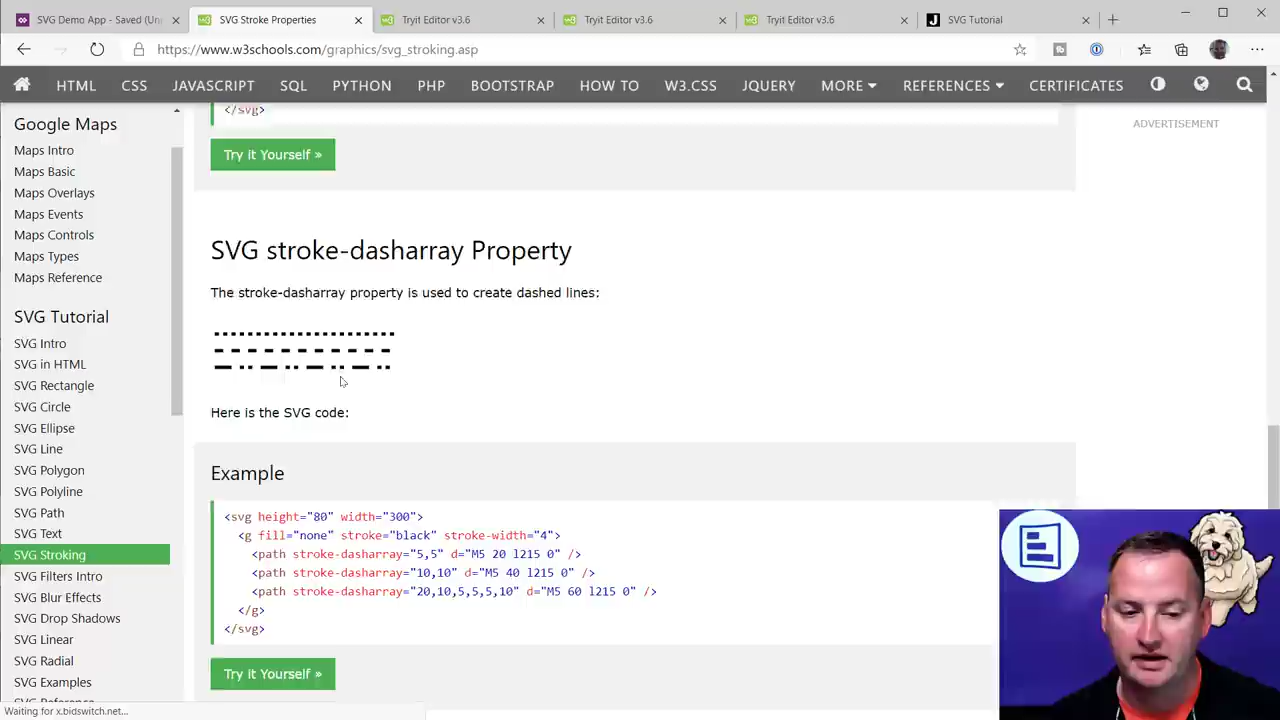 SVG Demo App - Saved (Un
SVG Stroke Properties
Tryit Editor v3.6
Tryit Editor v3.6
Tryit Editor v3.6
SVG Tutorial
https://www.w3schools.com/graphics/svg_stroking.asp
HTML CSS JAVASCRIPT SQL PYTHON PHP BOOTSTRAP HOW TO W3.CSS JQUERY MORE REFERENCES CERTIFICATES
Google Maps
Maps Intro
Maps Basic
Maps Overlays
Maps Events
Maps Controls
Maps Types
Maps Reference
SVG Tutorial
SVG Intro
SVG in HTML
SVG Rectangle
SVG Circle
SVG Ellipse
SVG Line
SVG Polygon
SVG Polyline
SVG Path
SVG Text
SVG Stroking
SVG Filters Intro
SVG Blur Effects
SVG Drop Shadows
SVG Linear
SVG Radial
SVG Examples
SVG Reference
</svg>
Try it Yourself »
SVG stroke-dasharray Property
The stroke-dasharray property is used to create dashed lines:
Here is the SVG code:
Example
<svg height="80" width="300">
<g fill="none" stroke="black" stroke-width="4">
<path stroke-dasharray="5,5" d="M5 20 l215 0" />
<path stroke-dasharray="10,10" d="M5 40 l215 0" />
<path stroke-dasharray="20,10,5,5,5,10" d="M5 60 l215 0" />
</g>
</svg>
Try it Yourself »
ADVERTISEMENT
Waiting for x.bidswitch.net...